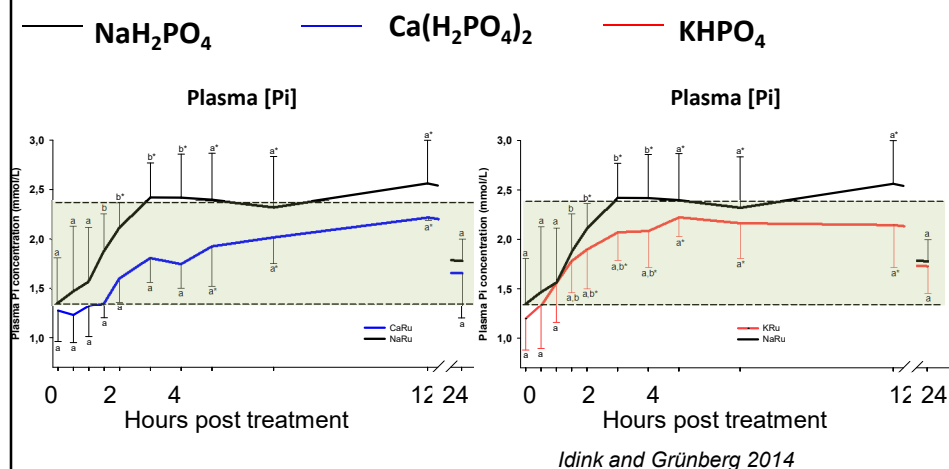 NaH₂PO₄ Ca(H₂PO₄)₂ KHPO₄
Plasma [Pi]
Plasma Pi concentration (mmol/L)
3,0
2,5
2,0
1,5
1,0
a a a b b* b* b* a* a* a* a
a a a a a a a a a* a* a* a
CaRu
NaRu
0 2 4 12 24
Hours post treatment
Plasma [Pi]
Plasma Pi concentration (mmol/L)
3,0
2,5
2,0
1,5
1,0
a a a b b* b* b* a* a* a* a
a a a a,b a,b* a,b* a,b* a* a* a* a
KRu
NaRu
0 2 4 12 24
Hours post treatment
Idink and Grünberg 2014